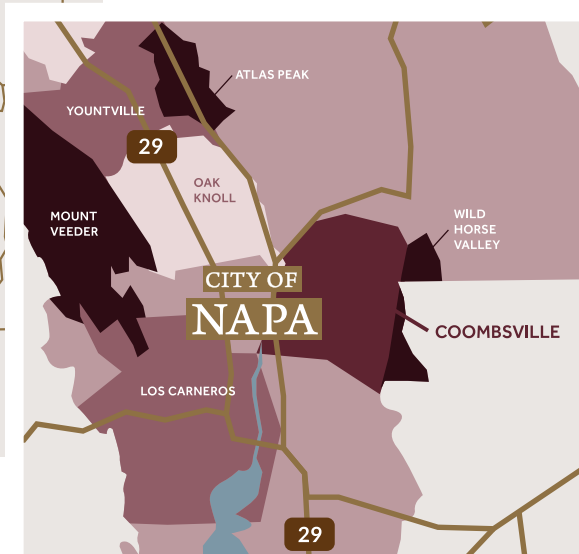 ATLAS PEAK
YOUNTVILLE
29
OAK
KNOLL
MOUNT
VEEDER
WILD
HORSE
VALLEY
CITY OF
NAPA
COOMBSVILLE
LOS CARNEROS
29